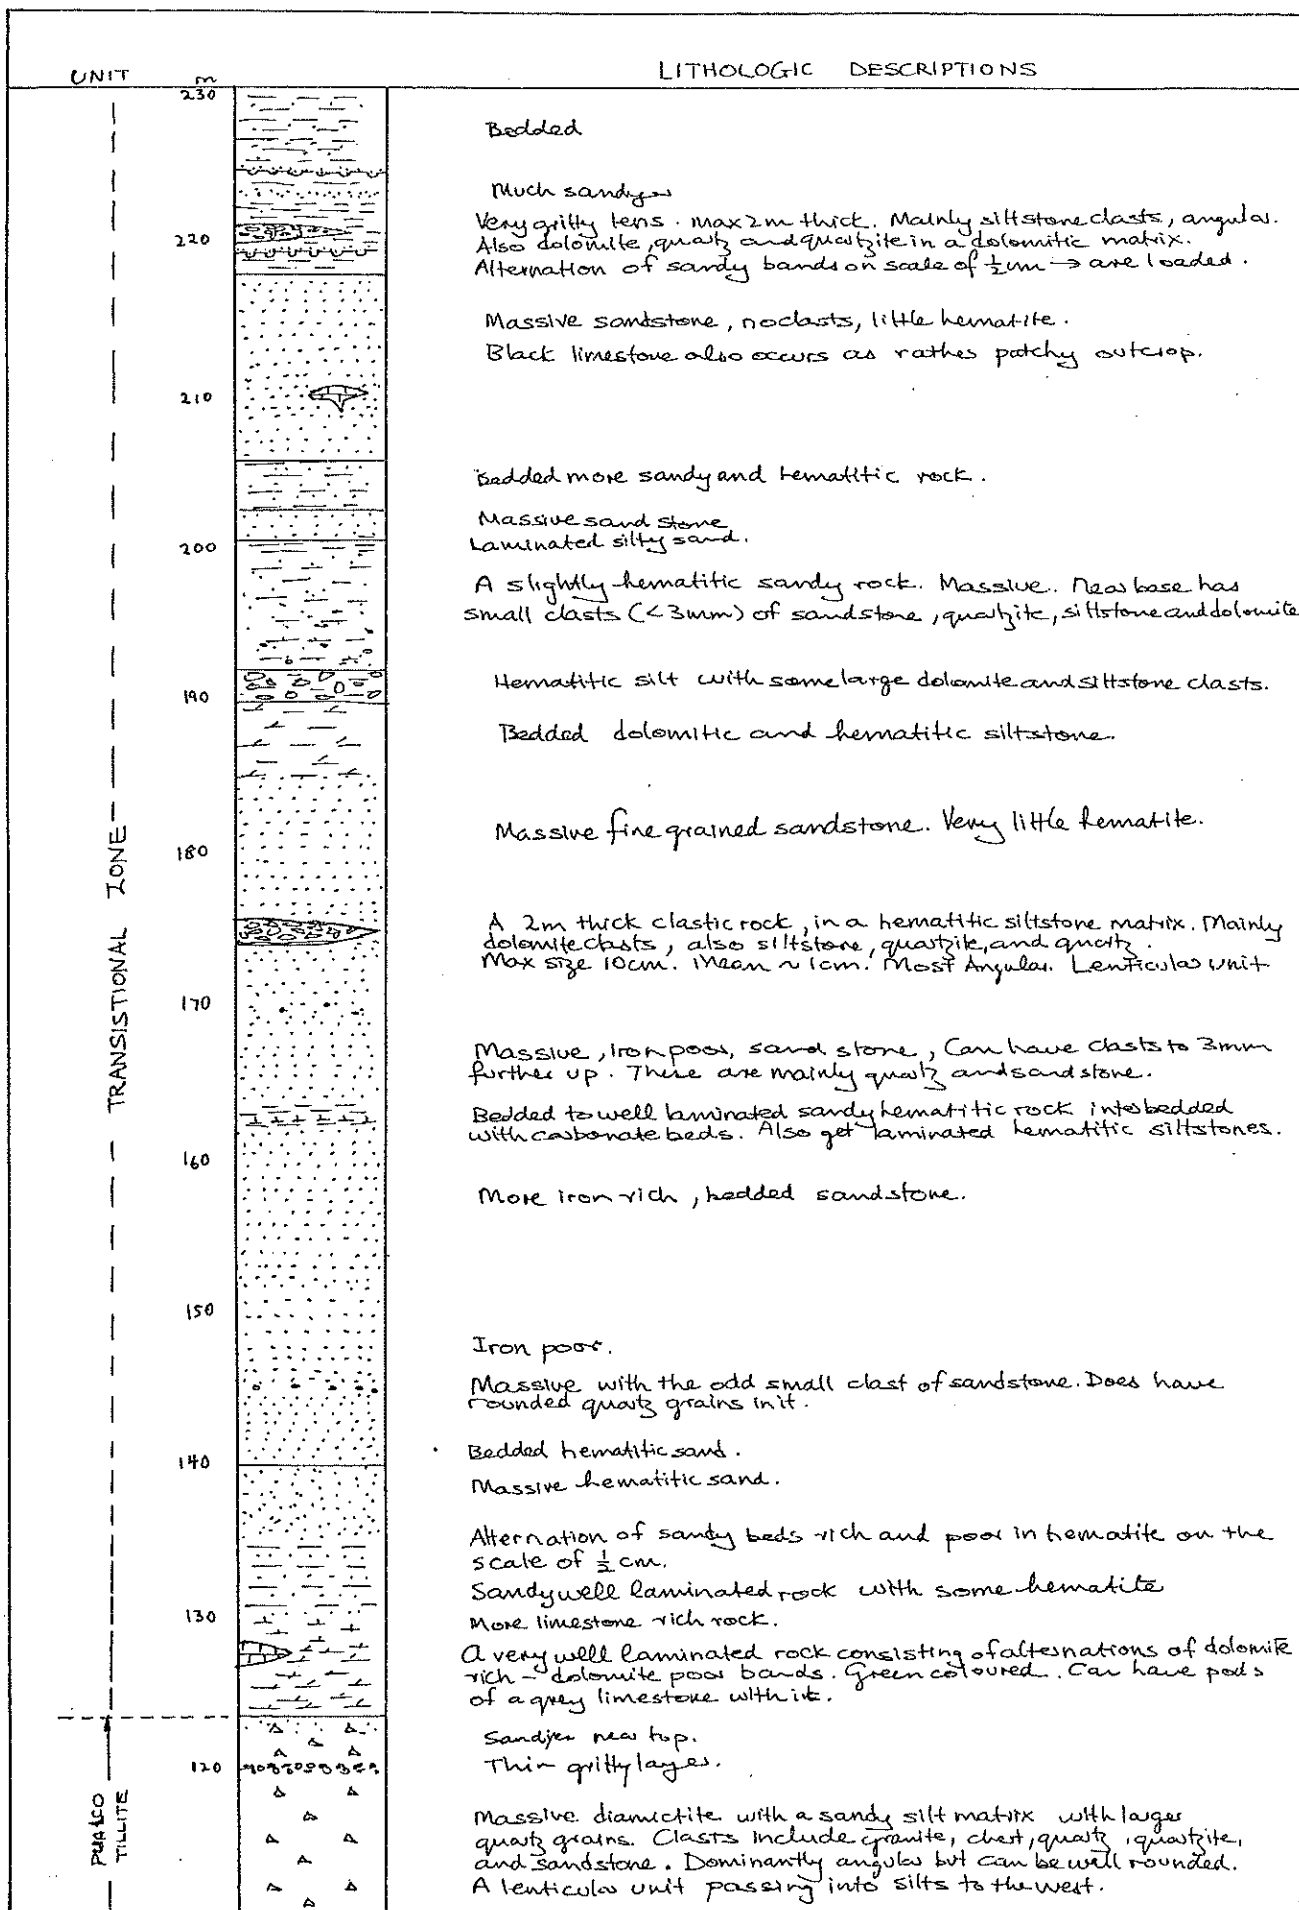 UNIT m LITHOLOGIC DESCRIPTIONS
230
Bedded
Much sandyer
Very gritty lens. max 2m thick. Mainly siltstone clasts, angular.
220
Also dolomite, quartz and quartzite in a dolomitic matrix.
Alternation of sandy bands on scale of ½cm → are loaded.
Massive sandstone, no clasts, little hematite.
Black limestone also occurs as rather patchy outcrop.
210
Bedded more sandy and hematitic rock.
Massive sand stone
Laminated silty sand.
200
A slightly hematitic sandy rock. Massive. Near base has
small clasts (<3mm) of sandstone, quartzite, siltstone and dolomite
Hematitic silt with some large dolomite and siltstone clasts.
190
Bedded dolomitic and hematitic siltstone.
Massive fine grained sandstone. Very little hematite.
180
TRANSISTIONAL ZONE
A 2m thick clastic rock, in a hematitic siltstone matrix. Mainly
dolomite clasts, also siltstone, quartzite, and quartz.
Max size 10cm. Mean ~ 1cm. Most Angular. Lenticular unit
170
Massive, iron poor, sand stone, Can have clasts to 3mm
further up. These are mainly quartz and sandstone.
Bedded to well laminated sandy hematitic rock interbedded
with carbonate beds. Also get laminated hematitic siltstones.
160
More iron rich, bedded sandstone.
150
Iron poor.
Massive with the odd small clast of sandstone. Does have
rounded quartz grains in it.
Bedded hematitic sand.
140
Massive hematitic sand.
Alternation of sandy beds rich and poor in hematite on the
scale of ½ cm.
Sandy well laminated rock with some hematite
130
More limestone rich rock.
A very well laminated rock consisting of alternations of dolomite
rich - dolomite poor bands. Green coloured. Can have pods
of a grey limestone with it.
Sandyer near top.
120
Thin gritty layer.
TILLITE
Massive diamictite with a sandy silt matrix with larger
quartz grains. Clasts include granite, chert, quartz, quartzite,
and sandstone. Dominantly angular but can be well rounded.
A lenticular unit passing into silts to the west.